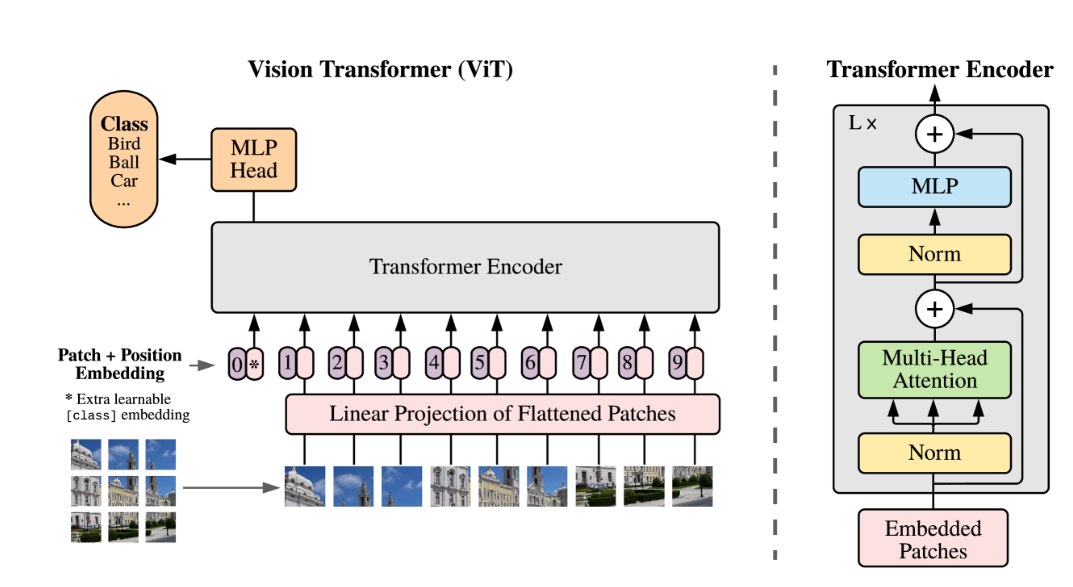 Vision Transformer (ViT)
Class
Bird
Ball
Car
...
MLP
Head
Transformer Encoder
Patch + Position
Embedding
0 * 1 2 3 4 5 6 7 8 9
* Extra learnable
[class] embedding
Linear Projection of Flattened Patches
Transformer Encoder
L x
+
MLP
Norm
+
Multi-Head
Attention
Norm
Embedded
Patches